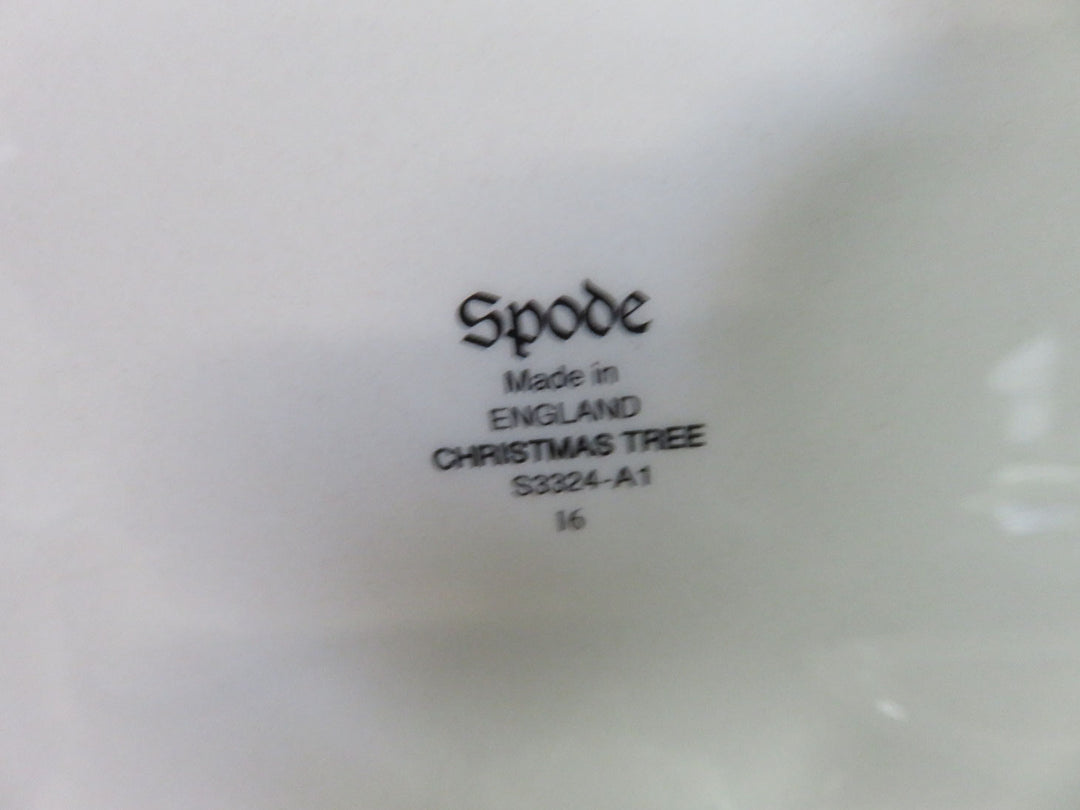 Spode
Made in
ENGLAND
CHRISTMAS TREE
S3324-A1
16